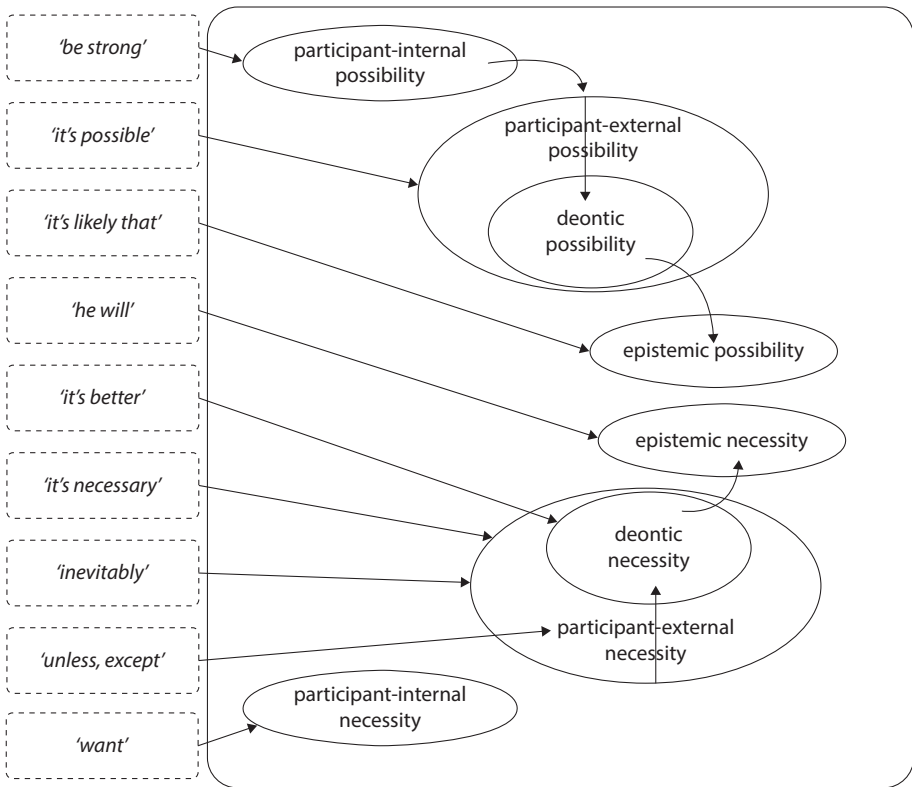 'be strong'
participant-internal
possibility
'it's possible'
participant-external
possibility
'it's likely that'
deontic
possibility
'he will'
epistemic possibility
'it's better'
epistemic necessity
'it's necessary'
deontic
necessity
'inevitably'
'unless, except'
participant-external
necessity
participant-internal
necessity
'want'